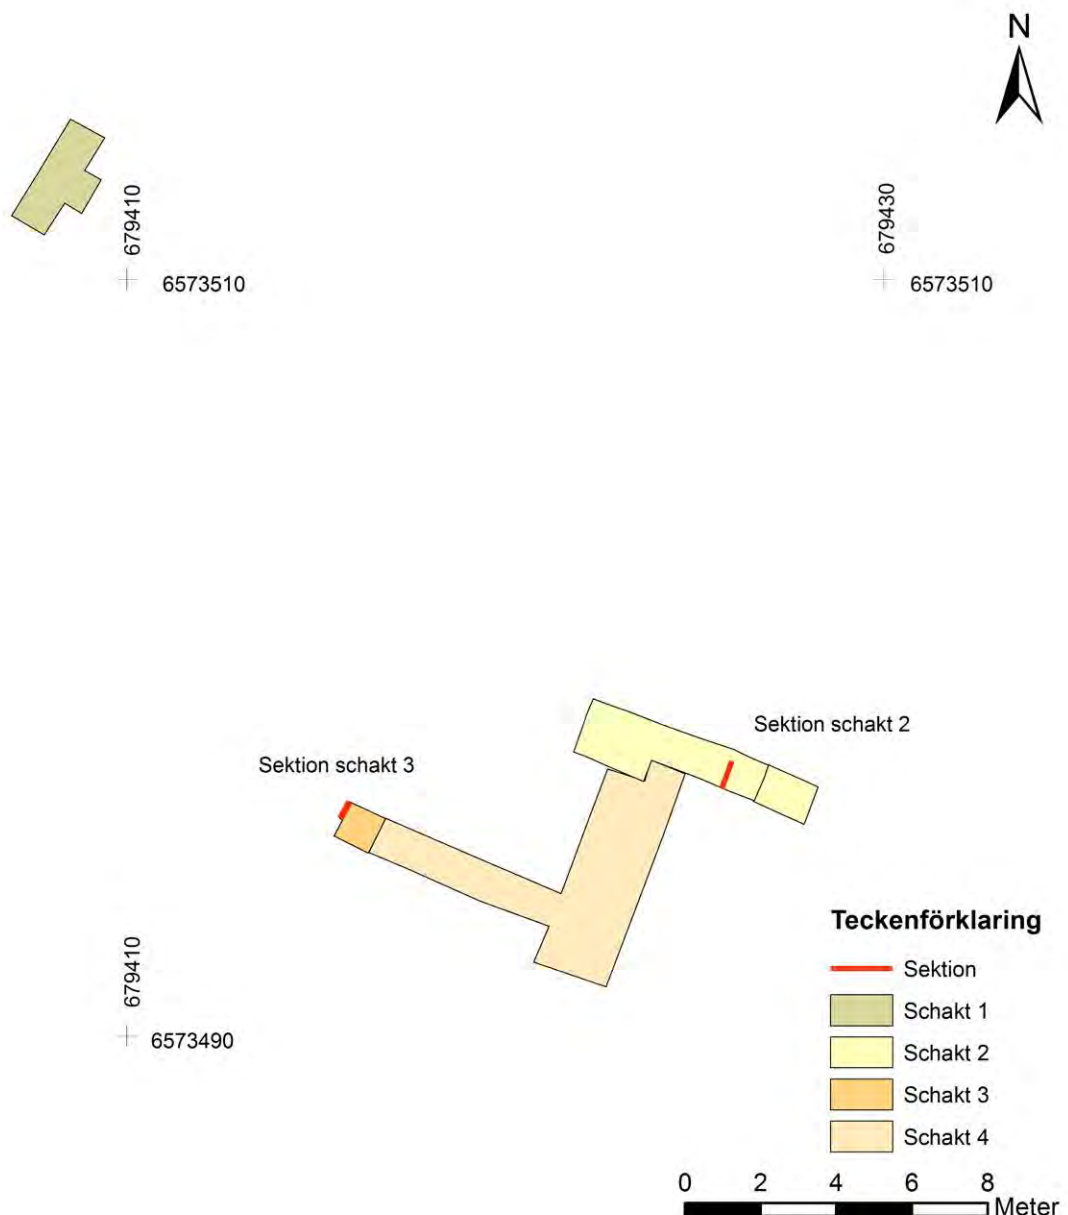 N
679410
679430
6573510
6573510
Sektion schakt 2
Sektion schakt 3
Teckenförklaring
Sektion
Schakt 1
Schakt 2
Schakt 3
Schakt 4
679410
6573490
0 2 4 6 8
Meter